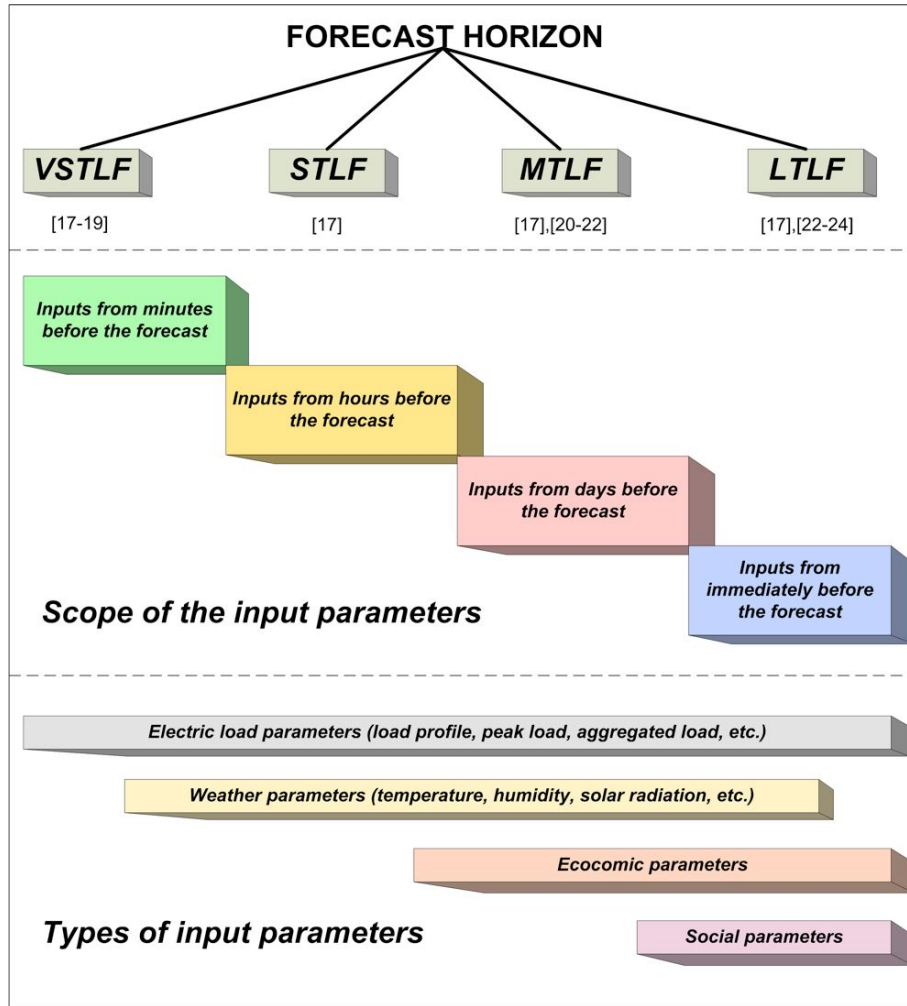 FORECAST HORIZON
VSTLF
STLF
MTLF
LTLF
[17-19]
[17]
[17],[20-22]
[17],[22-24]
Inputs from minutes
before the forecast
Inputs from hours before
the forecast
Inputs from days before
the forecast
Inputs from
immediately before
the forecast
Scope of the input parameters
Electric load parameters (load profile, peak load, aggregated load, etc.)
Weather parameters (temperature, humidity, solar radiation, etc.)
Ecocomic parameters
Social parameters
Types of input parameters